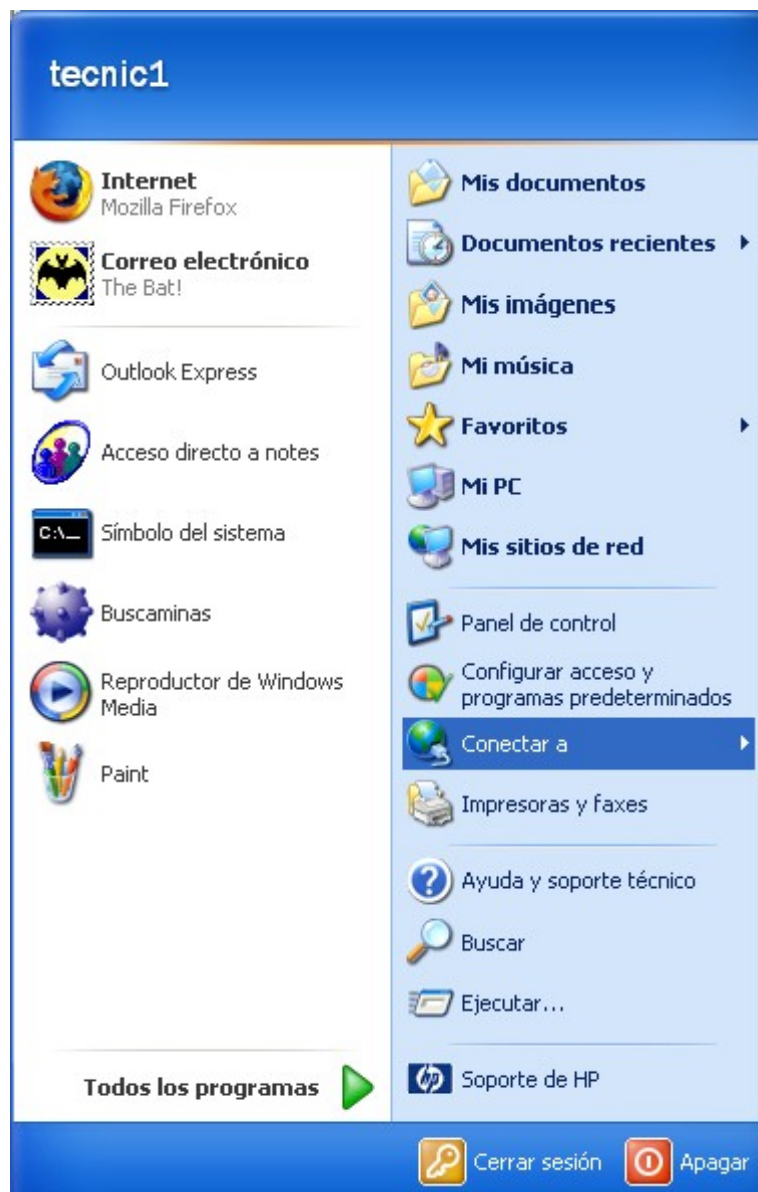 tecnic1
Internet
Mozilla Firefox
Correo electrónico
The Bat!
Outlook Express
Acceso directo a notes
C:\_
Símbolo del sistema
Buscaminas
Reproductor de Windows
Media
Paint
Todos los programas
Mis documentos
Documentos recientes
Mis imágenes
Mi música
Favoritos
Mi PC
Mis sitios de red
Panel de control
Configurar acceso y
programas predeterminados
Conectar a
Impresoras y faxes
Ayuda y soporte técnico
Buscar
Ejecutar...
hp
Soporte de HP
Cerrar sesión
Apagar